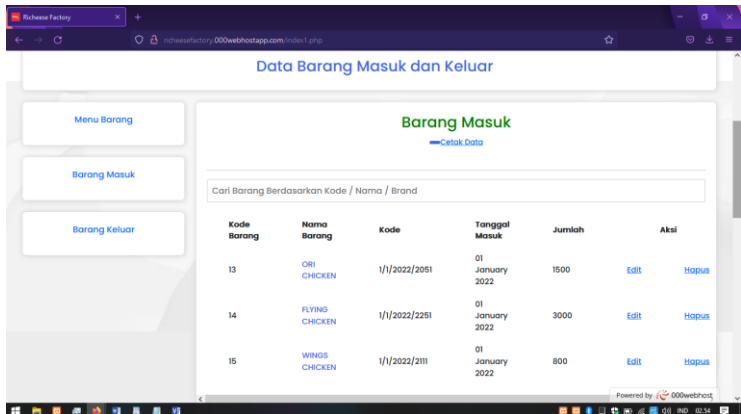 Richeese Factory
richeesefactory.000webhostapp.com/index1.php
Data Barang Masuk dan Keluar
Menu Barang
Barang Masuk
Barang Keluar
Barang Masuk
Cetak Data
Cari Barang Berdasarkan Kode / Nama / Brand
Kode Barang Nama Barang Kode Tanggal Masuk Jumlah Aksi
13 ORI CHICKEN 1/1/2022/2051 01 January 2022 1500 Edit Hapus
14 FLYING CHICKEN 1/1/2022/2251 01 January 2022 3000 Edit Hapus
15 WINGS CHICKEN 1/1/2022/2111 01 January 2022 800 Edit Hapus
Powered by 000webhost
IND 02.54